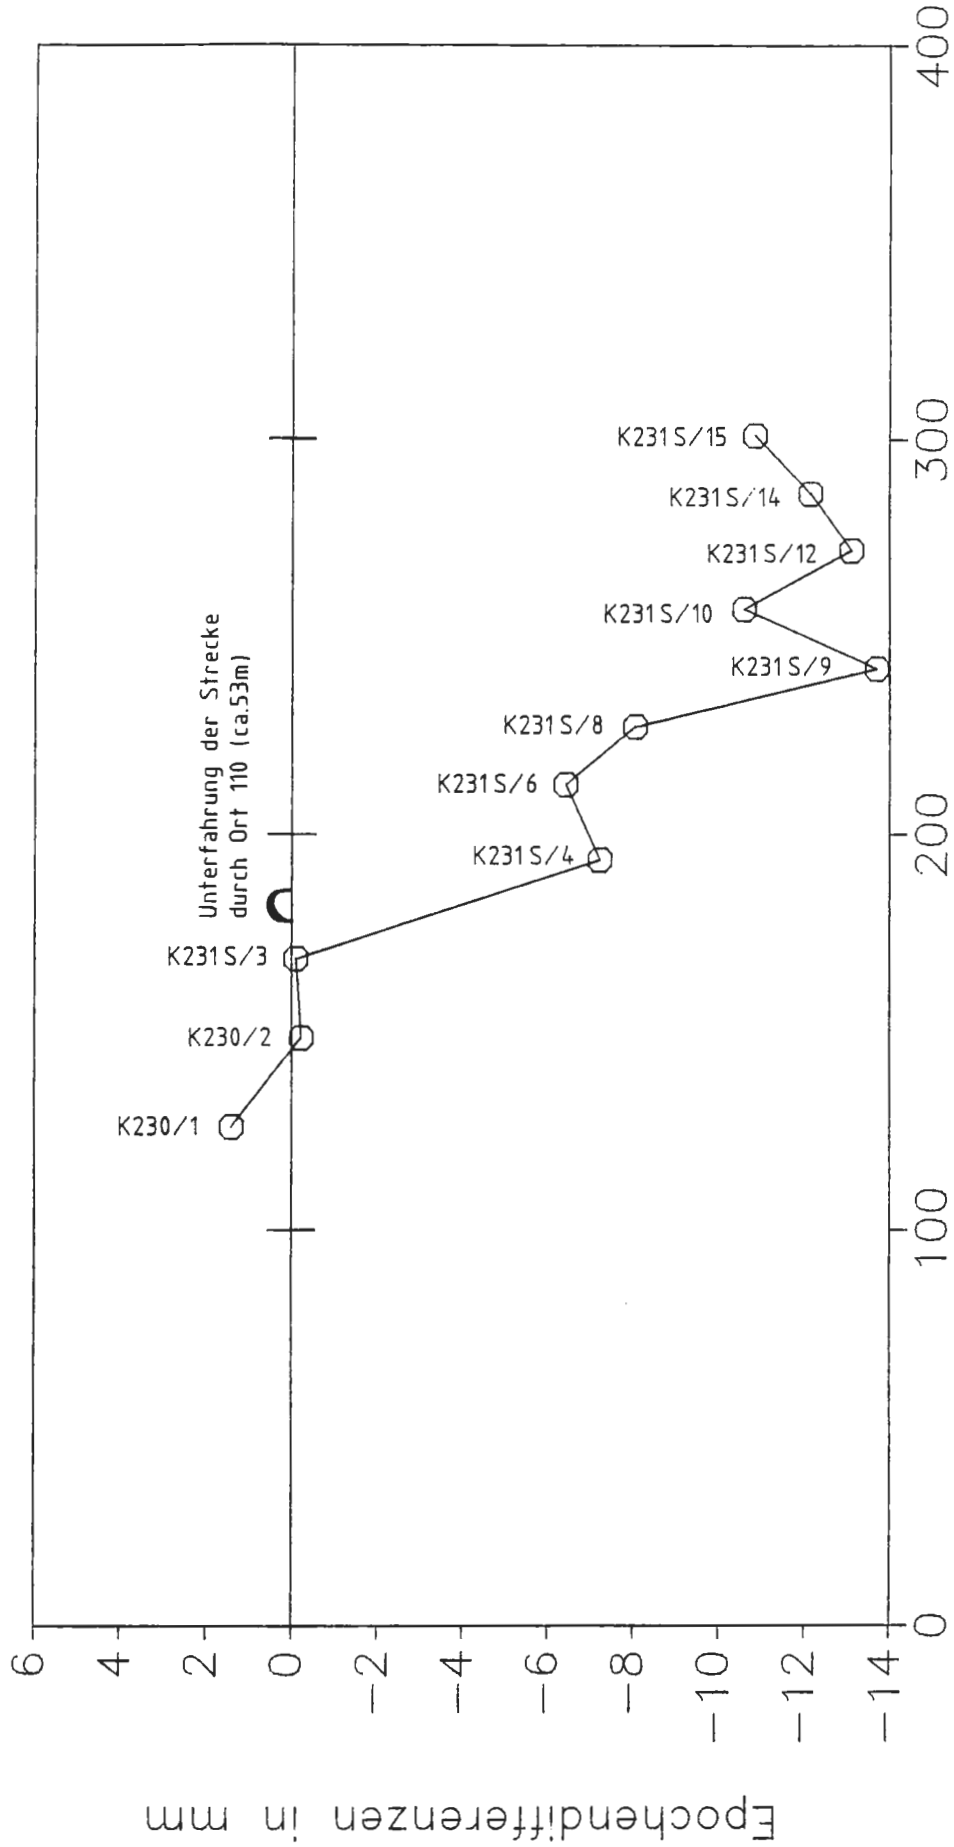 Epochendifferenzen in mm
6
4
2
0
-2
-4
-6
-8
-10
-12
-14
0
100
200
300
400
K230/1
K230/2
K231S/3
Unterfahrung der Strecke
durch Ort 110 (ca.53m)
K231S/4
K231S/6
K231S/8
K231S/9
K231S/10
K231S/12
K231S/14
K231S/15